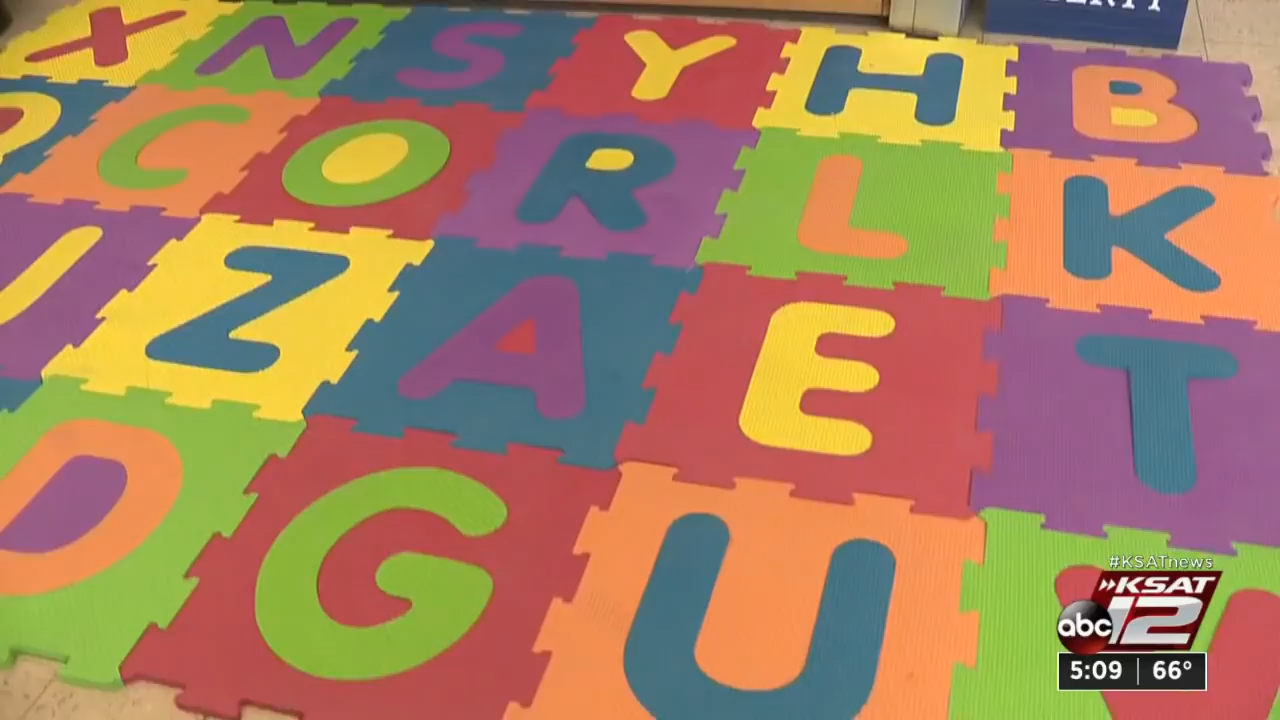 X N S Y H B
C O R L K
I Z A E T
D G U
#KSATnews
KSAT
abc 12
5:09 66°